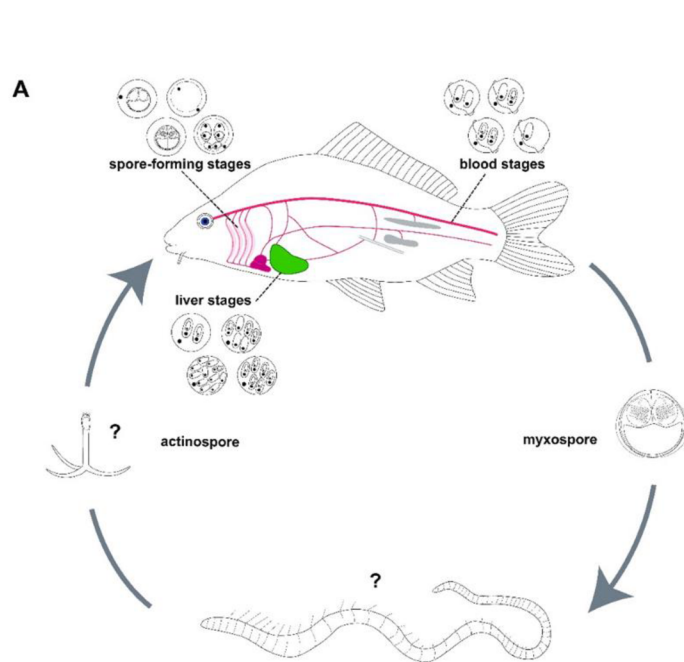 A
spore-forming stages
blood stages
liver stages
?
actinospore
myxospore
?